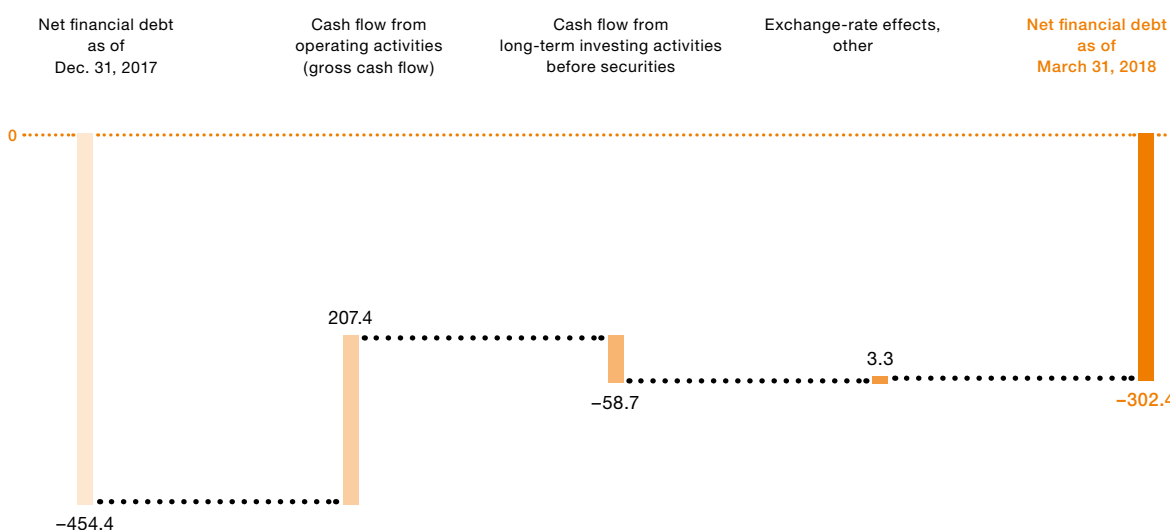 Net financial debt
as of
Dec. 31, 2017
Cash flow from
operating activities
(gross cash flow)
Cash flow from
long-term investing activities
before securities
Exchange-rate effects,
other
Net financial debt
as of
March 31, 2018
0
207.4
3.3
−58.7
−302.4
−454.4